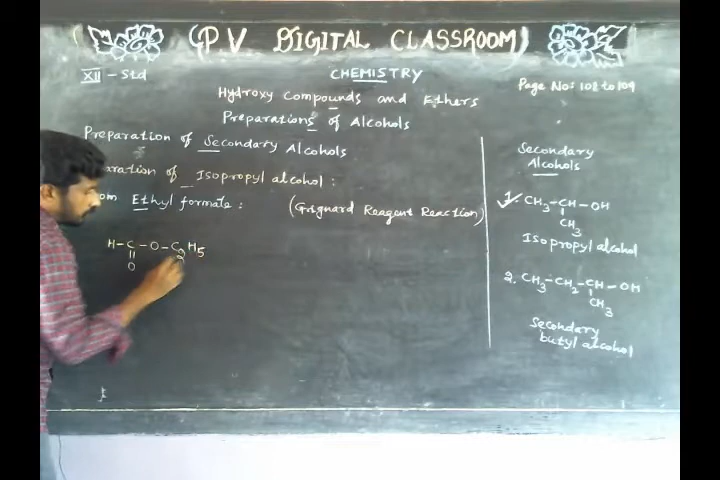 (P.V DIGITAL CLASSROOM)
XII - Std
CHEMISTRY
Page No: 108 to 109
Hydroxy Compounds and Ethers
Preparations of Alcohols
Preparation of Secondary Alcohols
aration of Isopropyl alcohol :
om Ethyl formate : (Grignard Reagent Reaction)
H-C-O-C2H5
||
O
Secondary
Alcohols
1. CH3-CH-OH
CH3
Isopropyl alcohol
2. CH3-CH2-CH-OH
CH3
Secondary
butyl alcohol